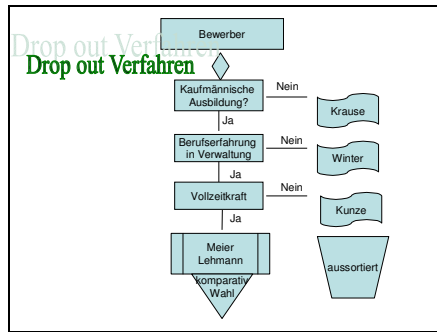 Bewerber
Drop out Verfahren
Drop out Verfahren
Kaufmännische
Ausbildung?
Nein
Krause
Ja
Berufserfahrung
in Verwaltung
Nein
Winter
Ja
Vollzeitkraft
Nein
Kunze
Ja
Meier
Lehmann
aussortiert
komparativ
Wahl